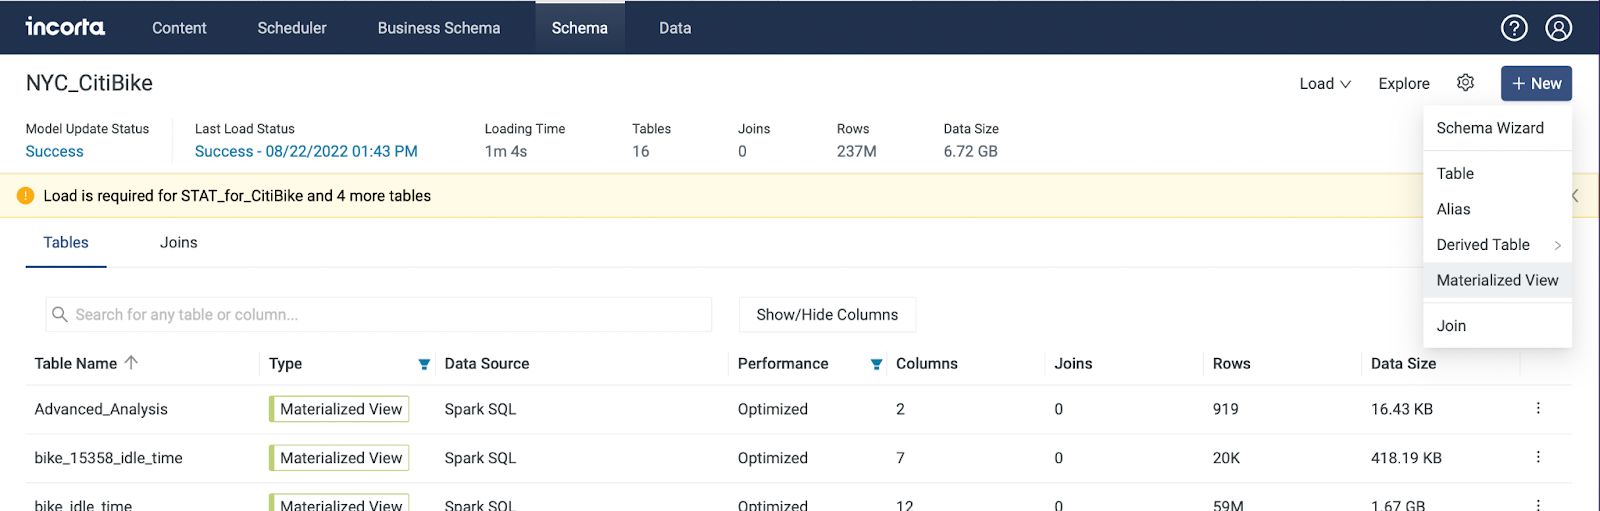 incorta Content Scheduler Business Schema Schema Data ?
NYC_CitiBike Load Explore + New
Model Update Status Last Load Status Loading Time Tables Joins Rows Data Size
Success Success - 08/22/2022 01:43 PM 1m 4s 16 0 237M 6.72 GB
Schema Wizard
Table
Alias
Derived Table
Materialized View
Join
! Load is required for STAT_for_CitiBike and 4 more tables
Tables Joins
Search for any table or column... Show/Hide Columns
Table Name Type Data Source Performance Columns Joins Rows Data Size
Advanced_Analysis Materialized View Spark SQL Optimized 2 0 919 16.43 KB
bike_15358_idle_time Materialized View Spark SQL Optimized 7 0 20K 418.19 KB
bike_idle_time Materialized View Spark SQL Optimized 12 0 59M 1.67 GB